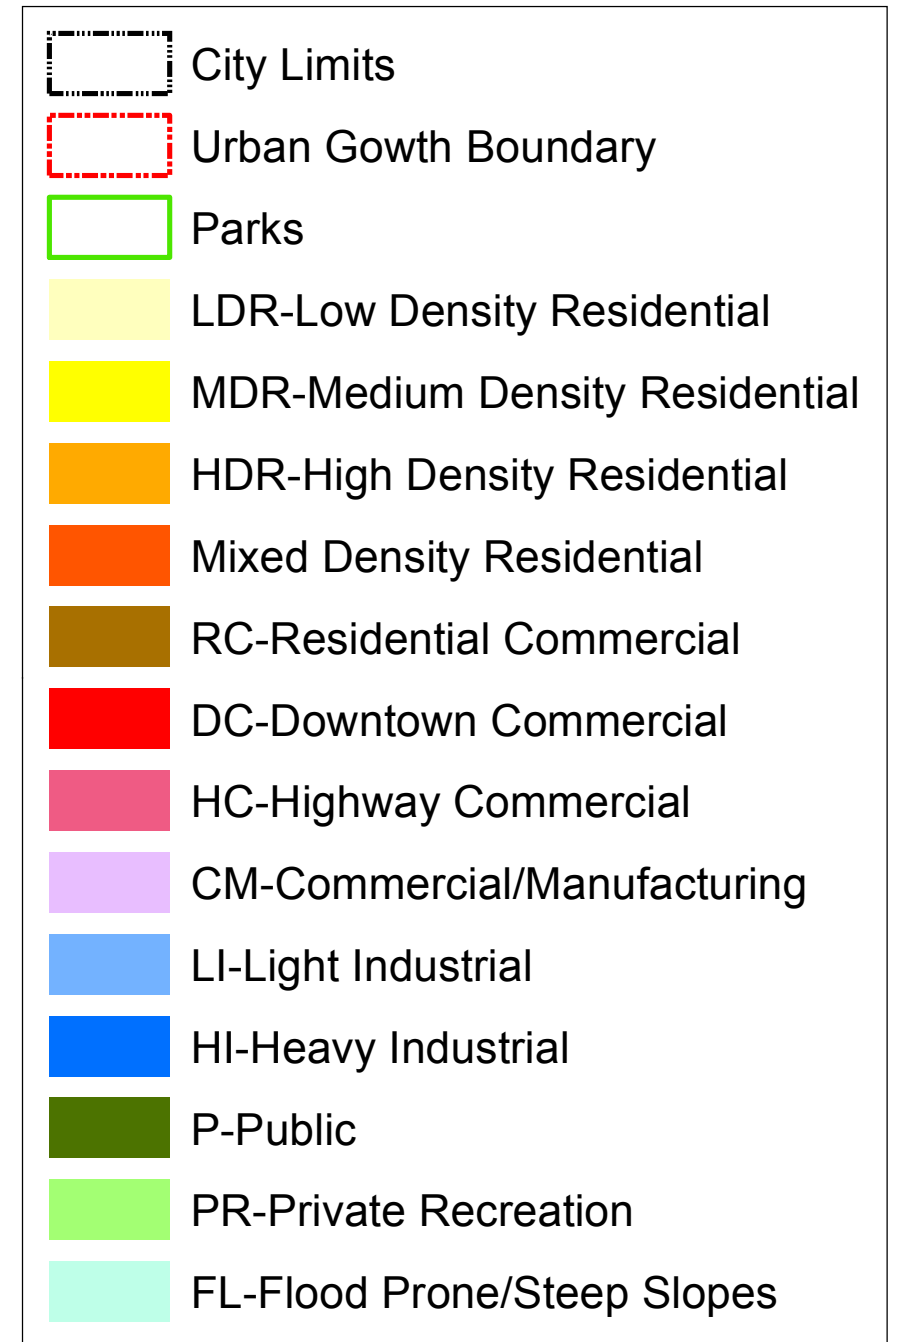 City Limits
Urban Gowth Boundary
Parks
LDR-Low Density Residential
MDR-Medium Density Residential
HDR-High Density Residential
Mixed Density Residential
RC-Residential Commercial
DC-Downtown Commercial
HC-Highway Commercial
CM-Commercial/Manufacturing
LI-Light Industrial
HI-Heavy Industrial
P-Public
PR-Private Recreation
FL-Flood Prone/Steep Slopes